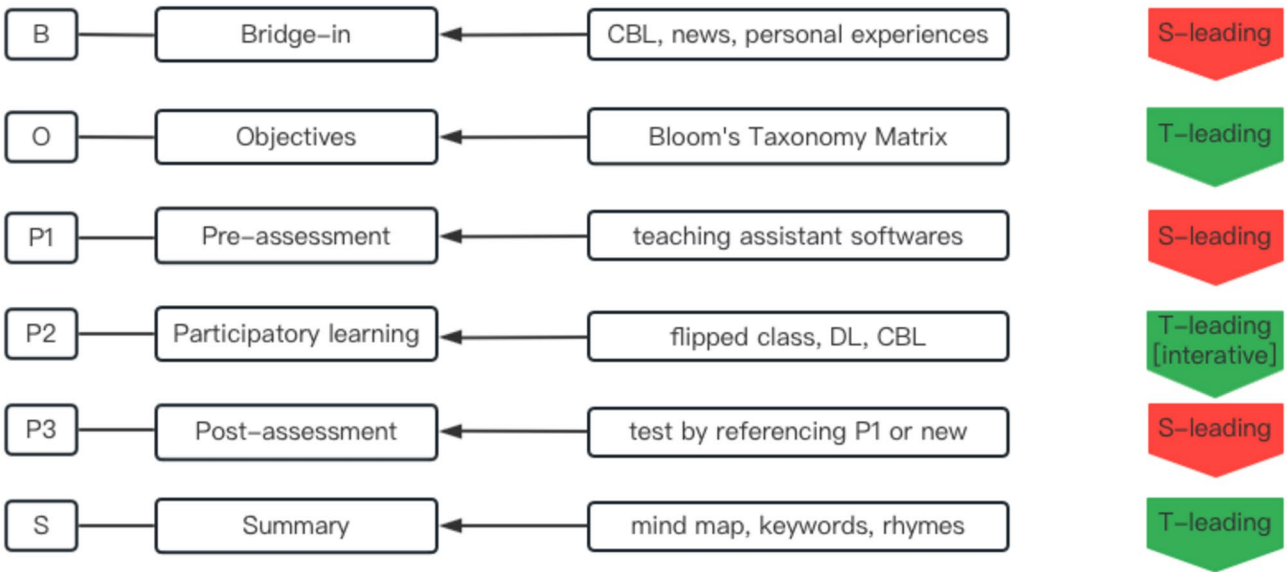 B
Bridge-in
CBL, news, personal experiences
S-leading
O
Objectives
Bloom's Taxonomy Matrix
T-leading
P1
Pre-assessment
teaching assistant softwares
S-leading
P2
Participatory learning
flipped class, DL, CBL
T-leading
[interative]
P3
Post-assessment
test by referencing P1 or new
S-leading
S
Summary
mind map, keywords, rhymes
T-leading